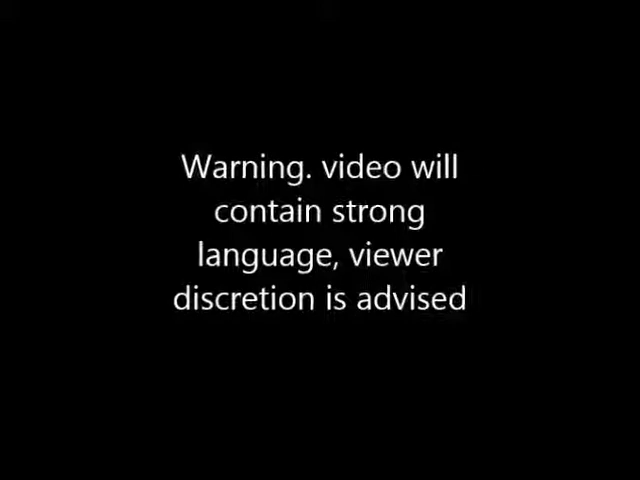 Warning. video will
contain strong
language, viewer
discretion is advised